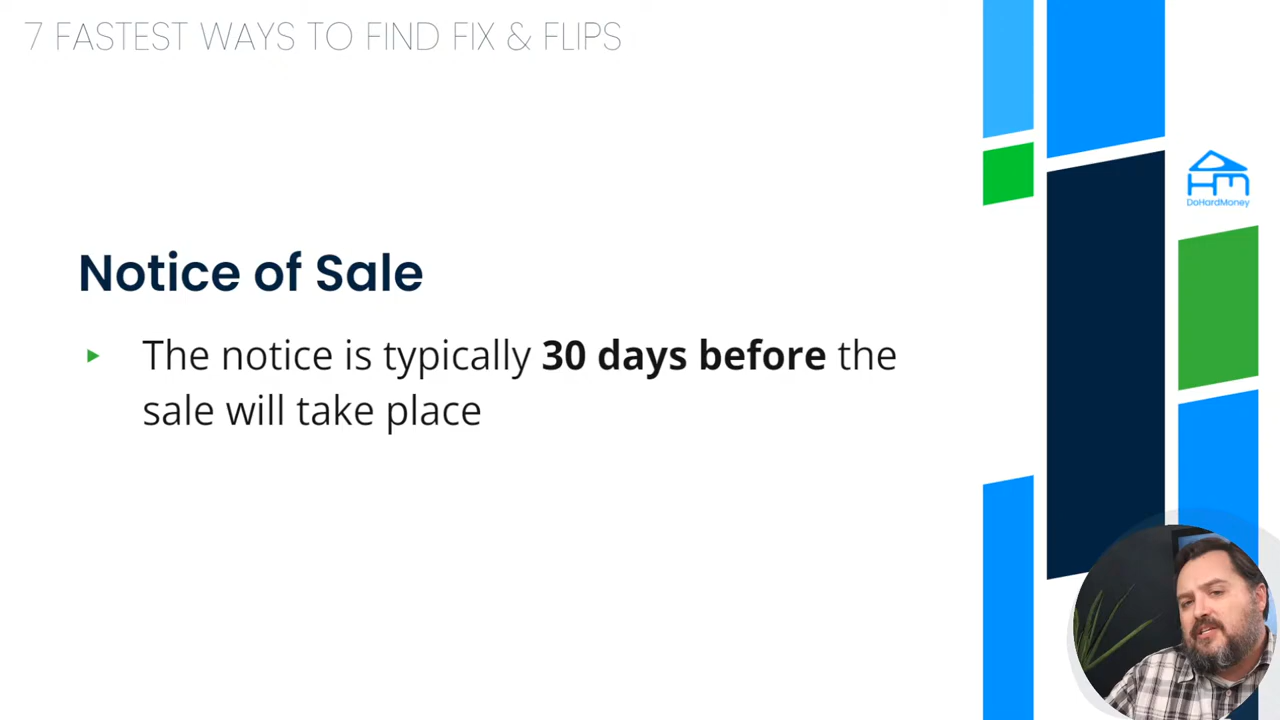 7 FASTEST WAYS TO FIND FIX & FLIPS
DHM
DoHardMoney
Notice of Sale
The notice is typically 30 days before the
sale will take place